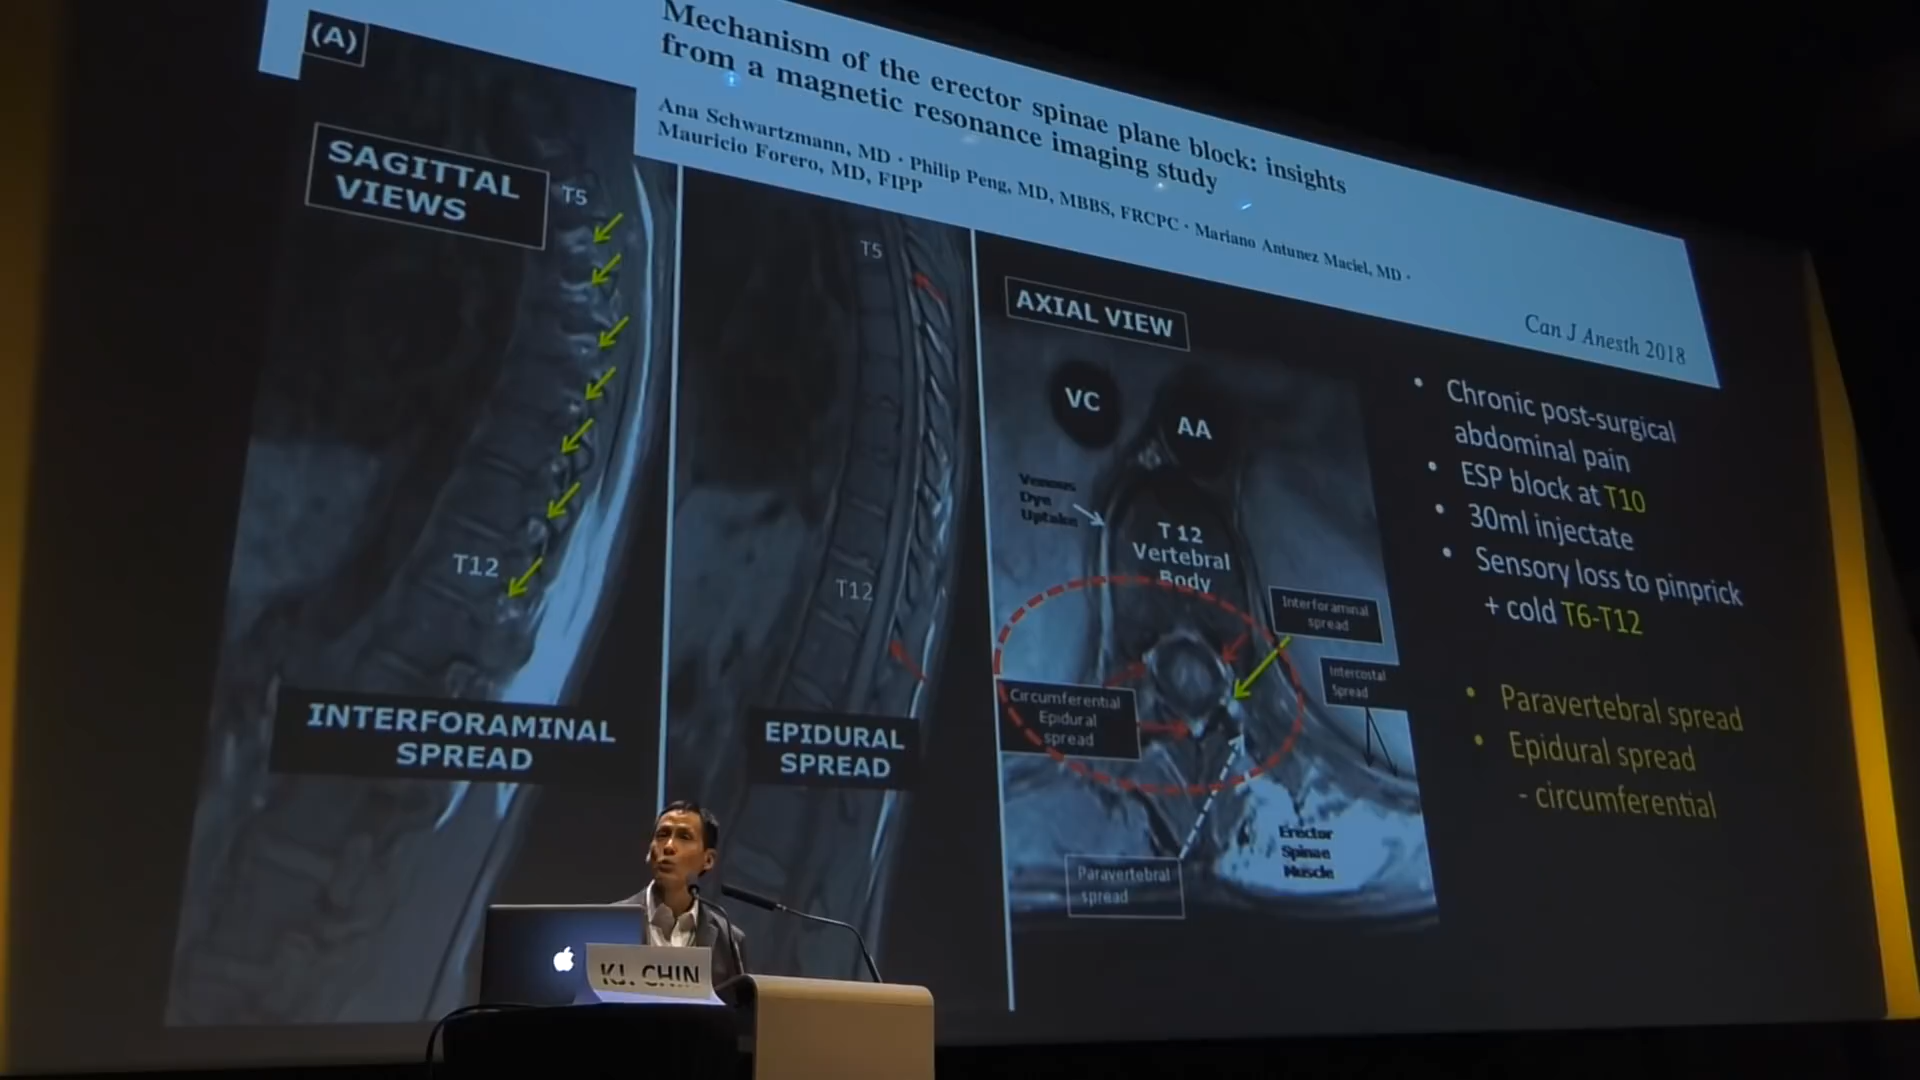 (A)
SAGITTAL
VIEWS
T5
T12
INTERFORAMINAL
SPREAD
Mechanism of the erector spinae plane block: insights
from a magnetic resonance imaging study
Ana Schwartzmann, MD · Philip Peng, MD, MBBS, FRCPC · Mariano Antunez Maciel, MD ·
Mauricio Forero, MD, FIPP
Can J Anesth 2018
T5
T12
EPIDURAL
SPREAD
AXIAL VIEW
VC
AA
Venous
Dye
Uptake
T 12
Vertebral
Body
Interforaminal
spread
Intercostal
Spread
Circumferential
Epidural
spread
Paravertebral
spread
Erector
Spinae
Muscle
• Chronic post-surgical
abdominal pain
• ESP block at T10
• 30ml injectate
• Sensory loss to pinprick
+ cold T6-T12
• Paravertebral spread
• Epidural spread
- circumferential
KJ. CHIN